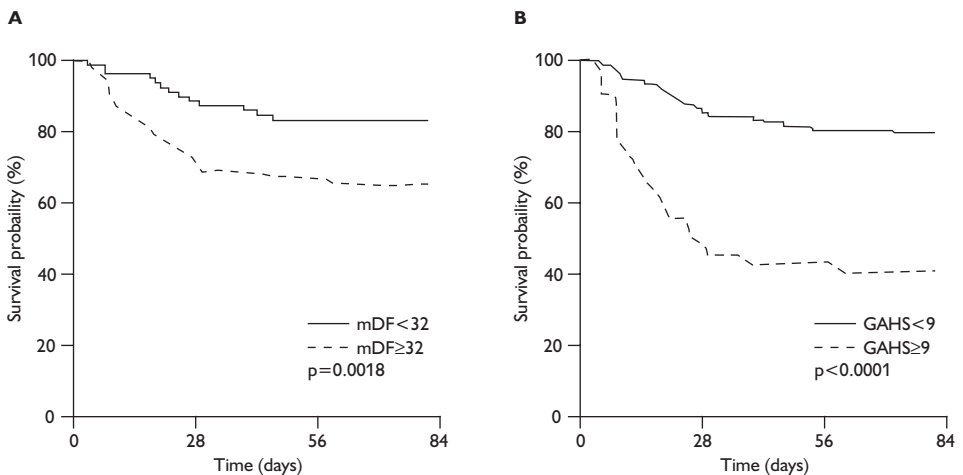 A
100
80
60
40
20
0
Survival probaility (%)
mDF<32
mDF≥32
p=0.0018
0 28 56 84
Time (days)
B
100
80
60
40
20
0
Survival probaility (%)
GAHS<9
GAHS≥9
p<0.0001
0 28 56 84
Time (days)